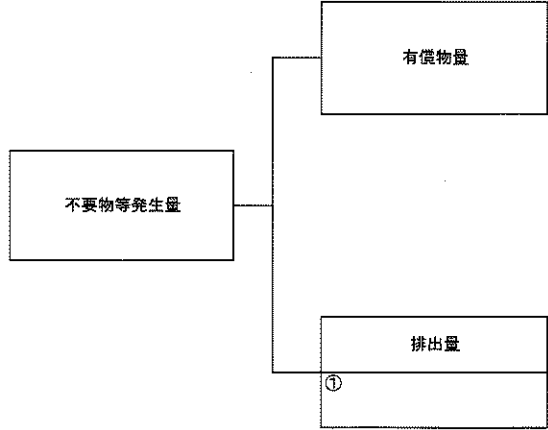 有償物量
不要物等発生量
排出量
①